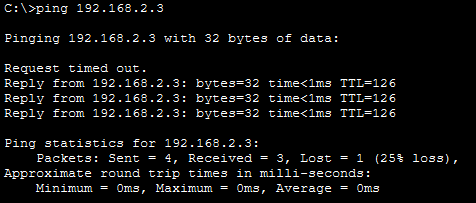 C:\>ping 192.168.2.3
Pinging 192.168.2.3 with 32 bytes of data:
Request timed out.
Reply from 192.168.2.3: bytes=32 time<1ms TTL=126
Reply from 192.168.2.3: bytes=32 time<1ms TTL=126
Reply from 192.168.2.3: bytes=32 time<1ms TTL=126
Ping statistics for 192.168.2.3:
Packets: Sent = 4, Received = 3, Lost = 1 (25% loss),
Approximate round trip times in milli-seconds:
Minimum = 0ms, Maximum = 0ms, Average = 0ms